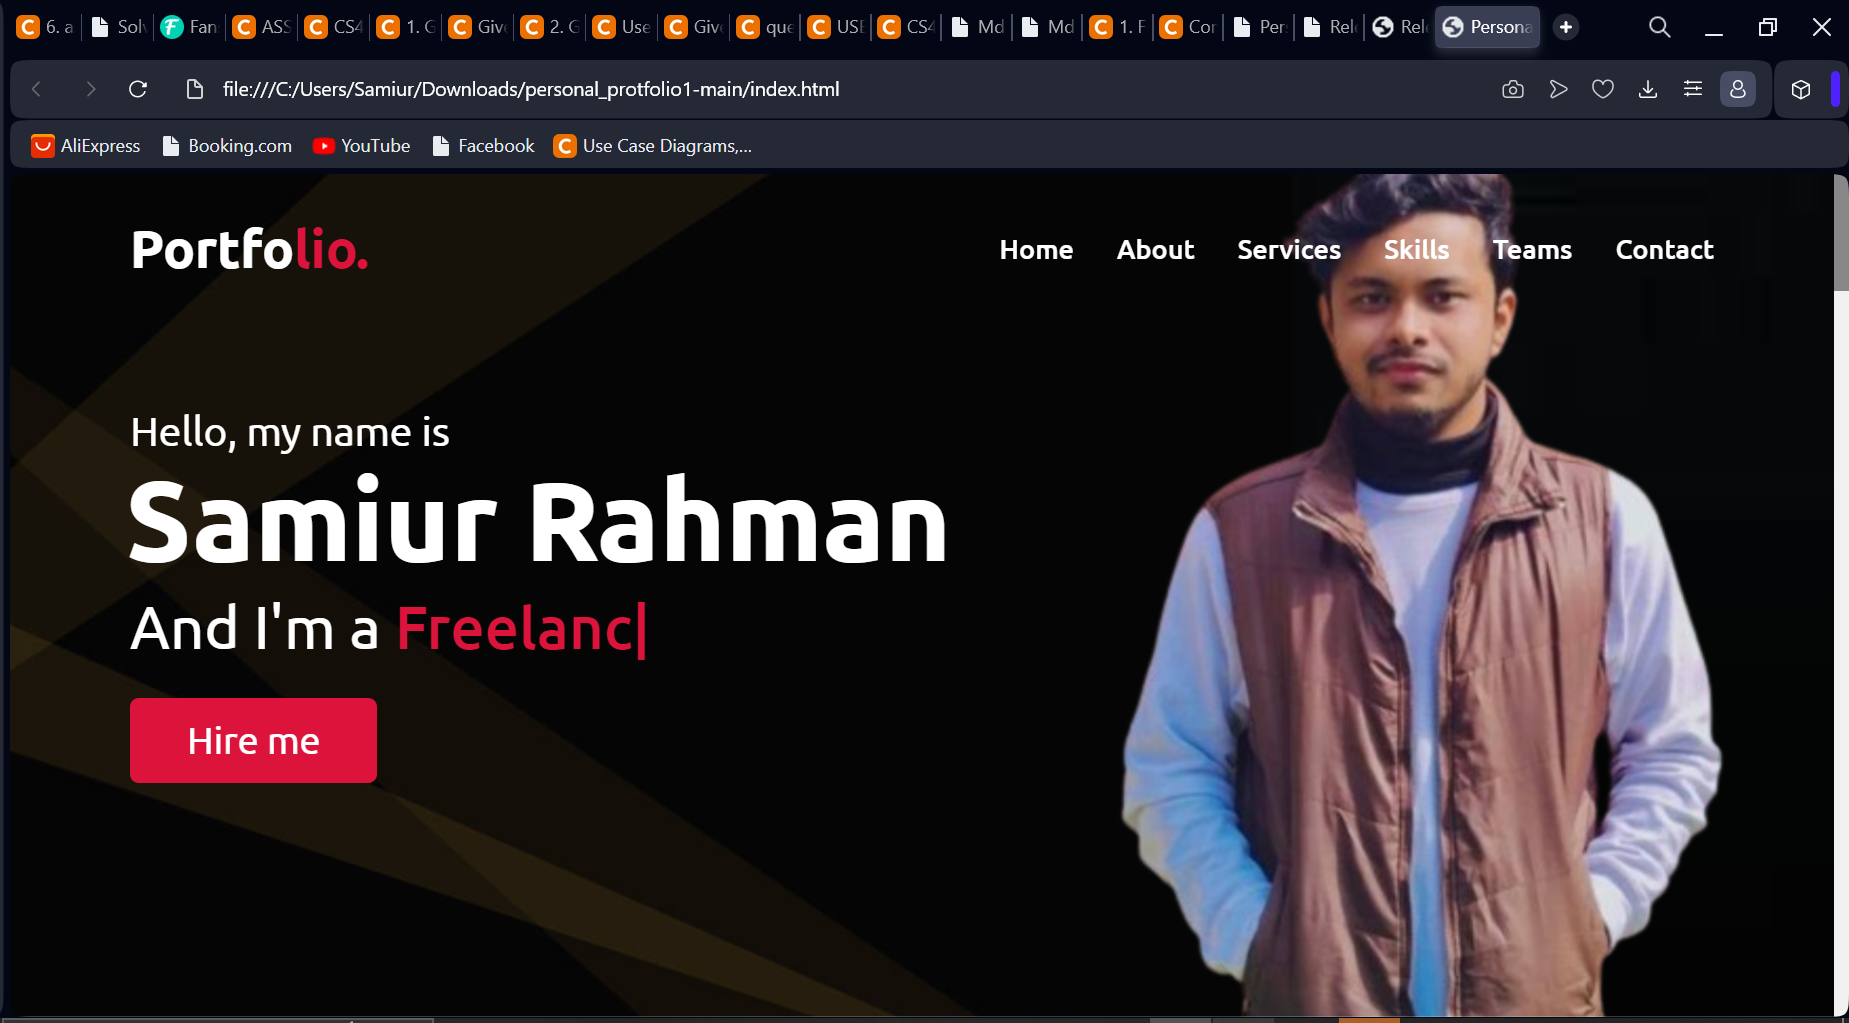 6. a
Solv
Fan
ASS
CS4
1. G
Give
2. G
Use
Give
que
USE
CS4
Md
Md
1. F
Cor
Per
Rel
Rel
Persona
file:///C:/Users/Samiur/Downloads/personal_protfolio1-main/index.html
AliExpress Booking.com YouTube Facebook Use Case Diagrams,...
Portfolio.
Home About Services Skills Teams Contact
Hello, my name is
Samiur Rahman
And I'm a Freelanc|
Hire me